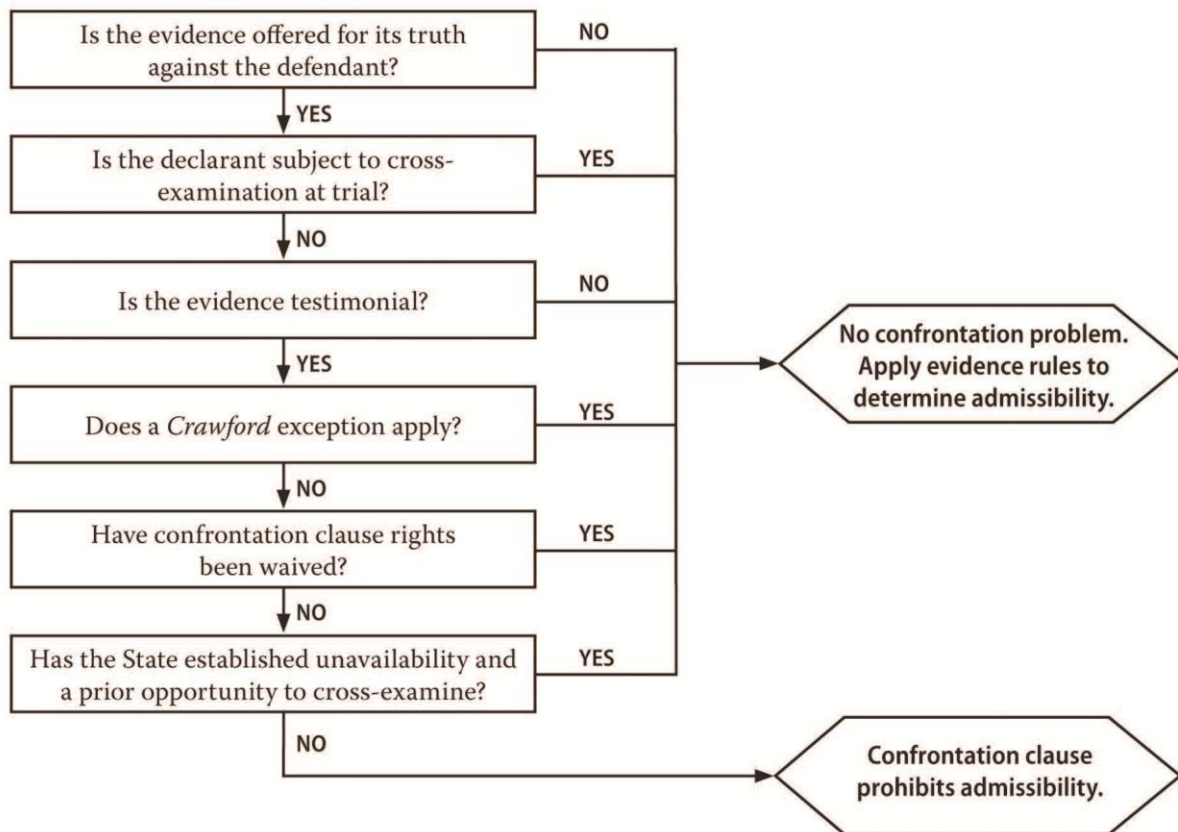 Is the evidence offered for its truth
against the defendant?
NO
YES
Is the declarant subject to cross-
examination at trial?
YES
NO
Is the evidence testimonial?
NO
YES
No confrontation problem.
Apply evidence rules to
determine admissibility.
Does a Crawford exception apply?
YES
NO
Have confrontation clause rights
been waived?
YES
NO
Has the State established unavailability and
a prior opportunity to cross-examine?
YES
NO
Confrontation clause
prohibits admissibility.